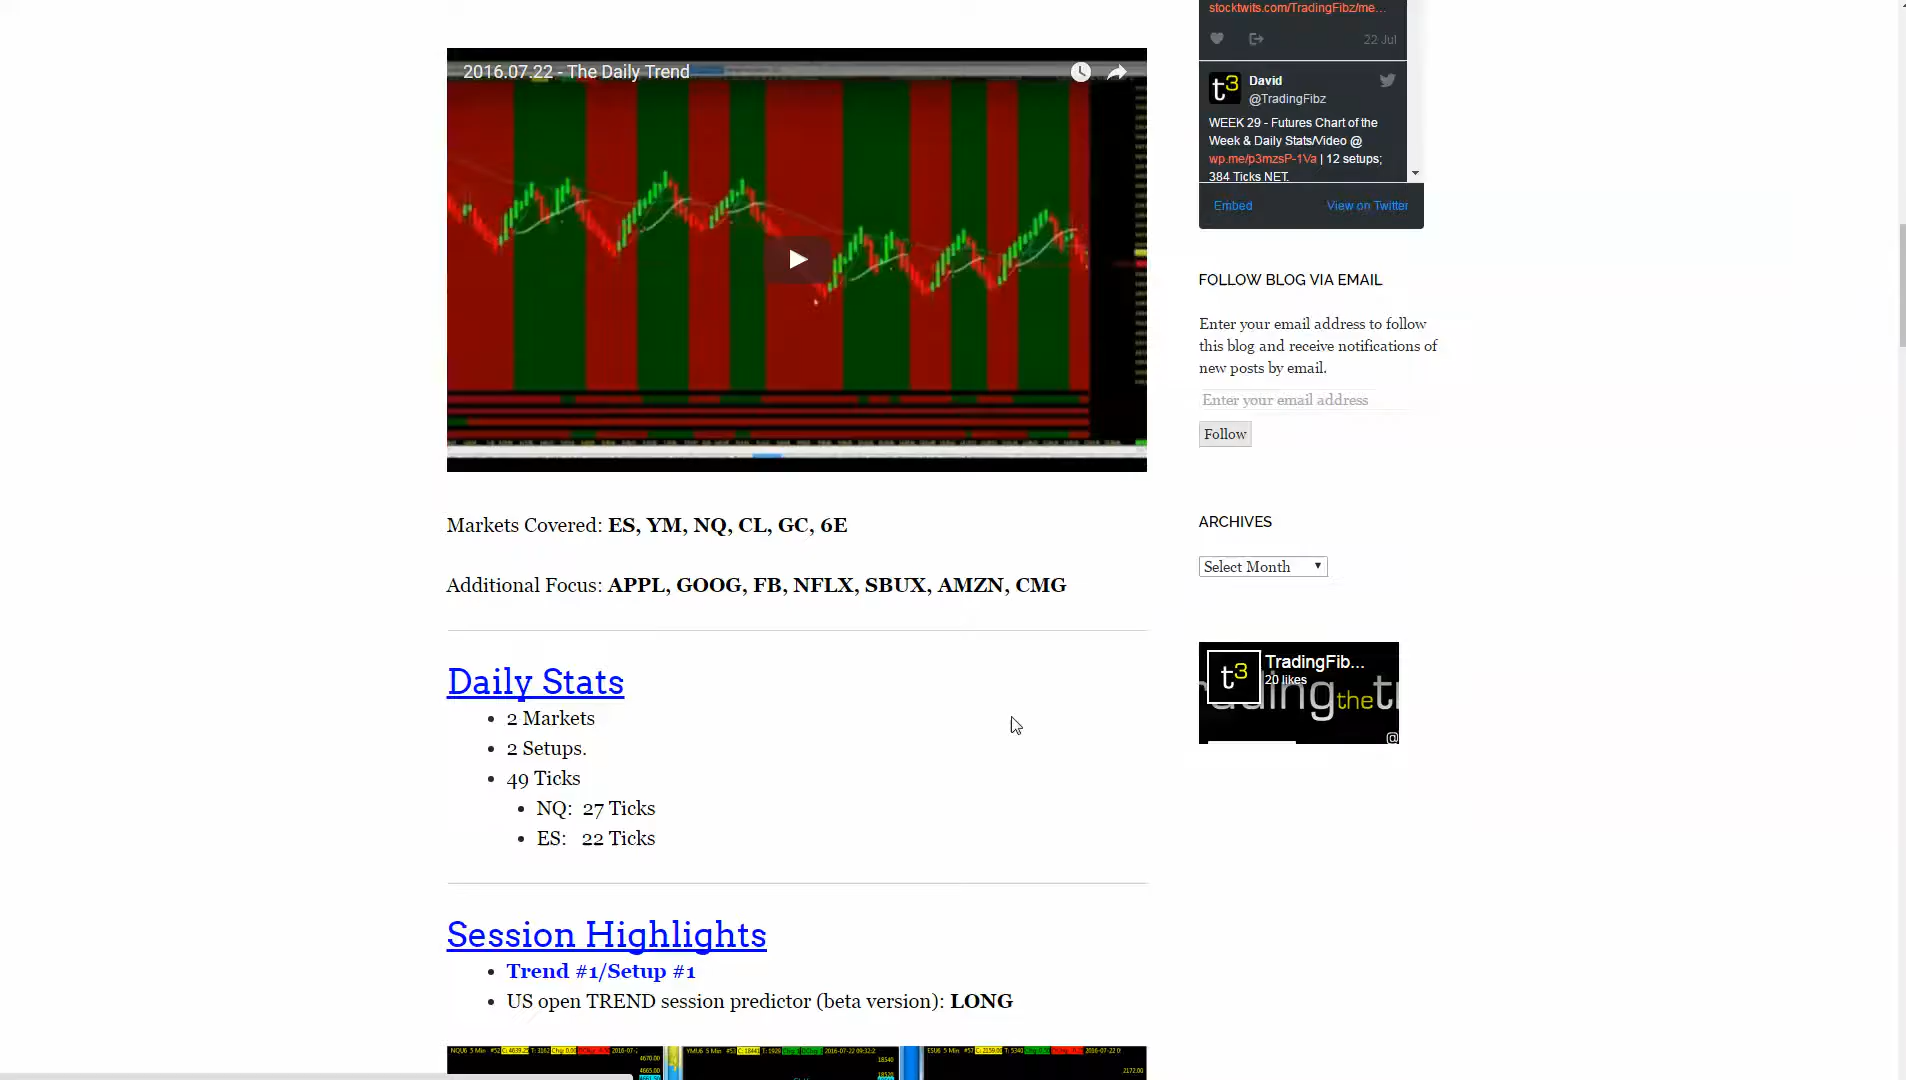 2016.07.22 - The Daily Trend
Markets Covered: ES, YM, NQ, CL, GC, 6E
Additional Focus: APPL, GOOG, FB, NFLX, SBUX, AMZN, CMG
Daily Stats
2 Markets
2 Setups.
49 Ticks
NQ: 27 Ticks
ES: 22 Ticks
Session Highlights
Trend #1/Setup #1
US open TREND session predictor (beta version): LONG
stocktwits.com/TradingFibz/me…
22 Jul
t3
David
@TradingFibz
WEEK 29 - Futures Chart of the
Week & Daily Stats/Video @
wp.me/p3mzsP-1Va | 12 setups;
384 Ticks NET.
Embed
View on Twitter
FOLLOW BLOG VIA EMAIL
Enter your email address to follow
this blog and receive notifications of
new posts by email.
Enter your email address
Follow
ARCHIVES
Select Month
t3
TradingFib...
20 likes